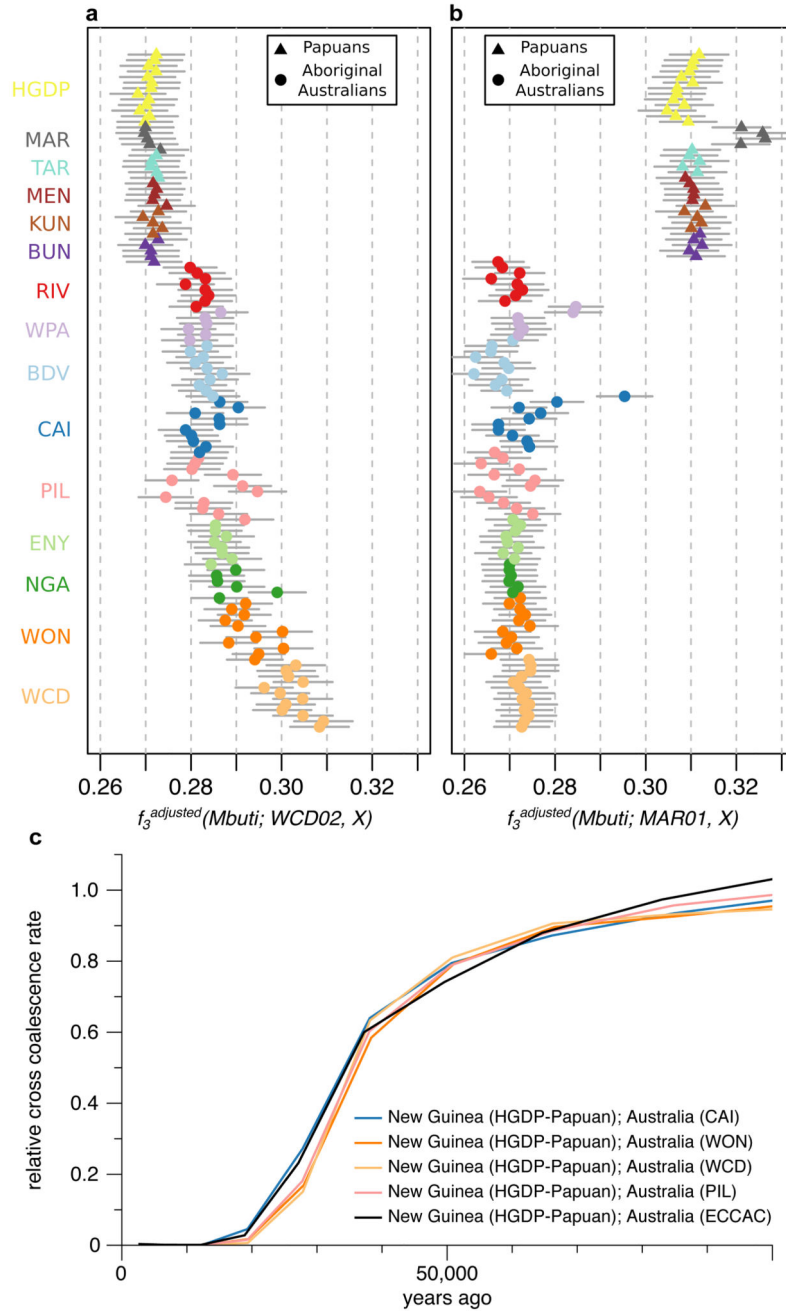 a
b
Papuans
Aboriginal
Australians
Papuans
Aboriginal
Australians
HGDP
MAR
TAR
MEN
KUN
BUN
RIV
WPA
BDV
CAI
PIL
ENY
NGA
WON
WCD
0.26 0.28 0.30 0.32
0.26 0.28 0.30 0.32
f₃ᵃᵈʲᵘˢᵗᵉᵈ(Mbuti; WCD02, X)
f₃ᵃᵈʲᵘˢᵗᵉᵈ(Mbuti; MAR01, X)
c
relative cross coalescence rate
1.0
0.8
0.6
0.4
0.2
0
New Guinea (HGDP-Papuan); Australia (CAI)
New Guinea (HGDP-Papuan); Australia (WON)
New Guinea (HGDP-Papuan); Australia (WCD)
New Guinea (HGDP-Papuan); Australia (PIL)
New Guinea (HGDP-Papuan); Australia (ECCAC)
0 50,000
years ago